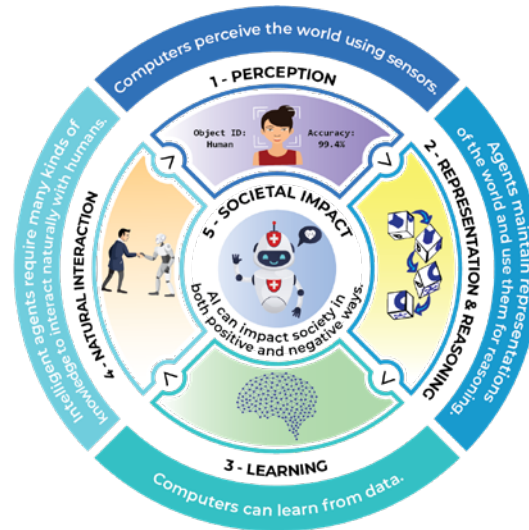 Computers perceive the world using sensors.
1 - PERCEPTION
Object ID:
Human
Accuracy:
99.4%
Agents maintain representations
of the world and use them for reasoning
2 - REPRESENTATION & REASONING
3 - LEARNING
Computers can learn from data.
Intelligent agents require many kinds of
knowledge to interact naturally with humans.
4 - NATURAL INTERACTION
5 - SOCIETAL IMPACT
AI can impact society in
both positive and negative ways.